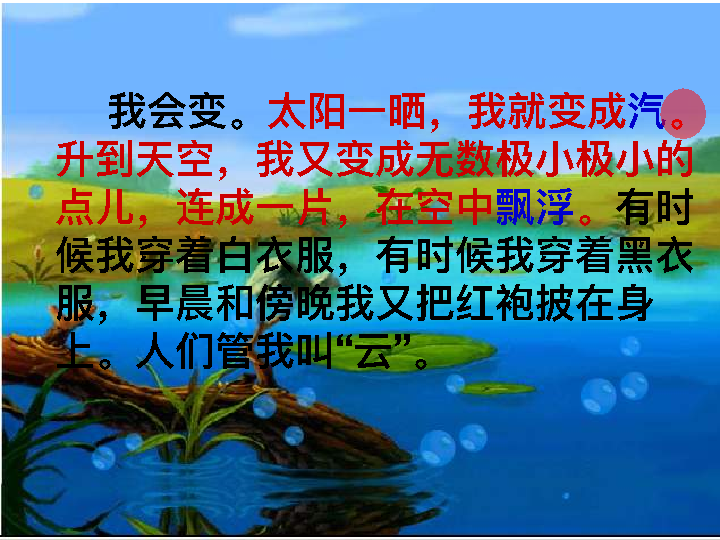 我会变。太阳一晒，我就变成汽。
升到天空，我又变成无数极小极小的
点儿，连成一片，在空中飘浮。有时
候我穿着白衣服，有时候我穿着黑衣
服，早晨和傍晚我又把红袍披在身
上。人们管我叫“云”。